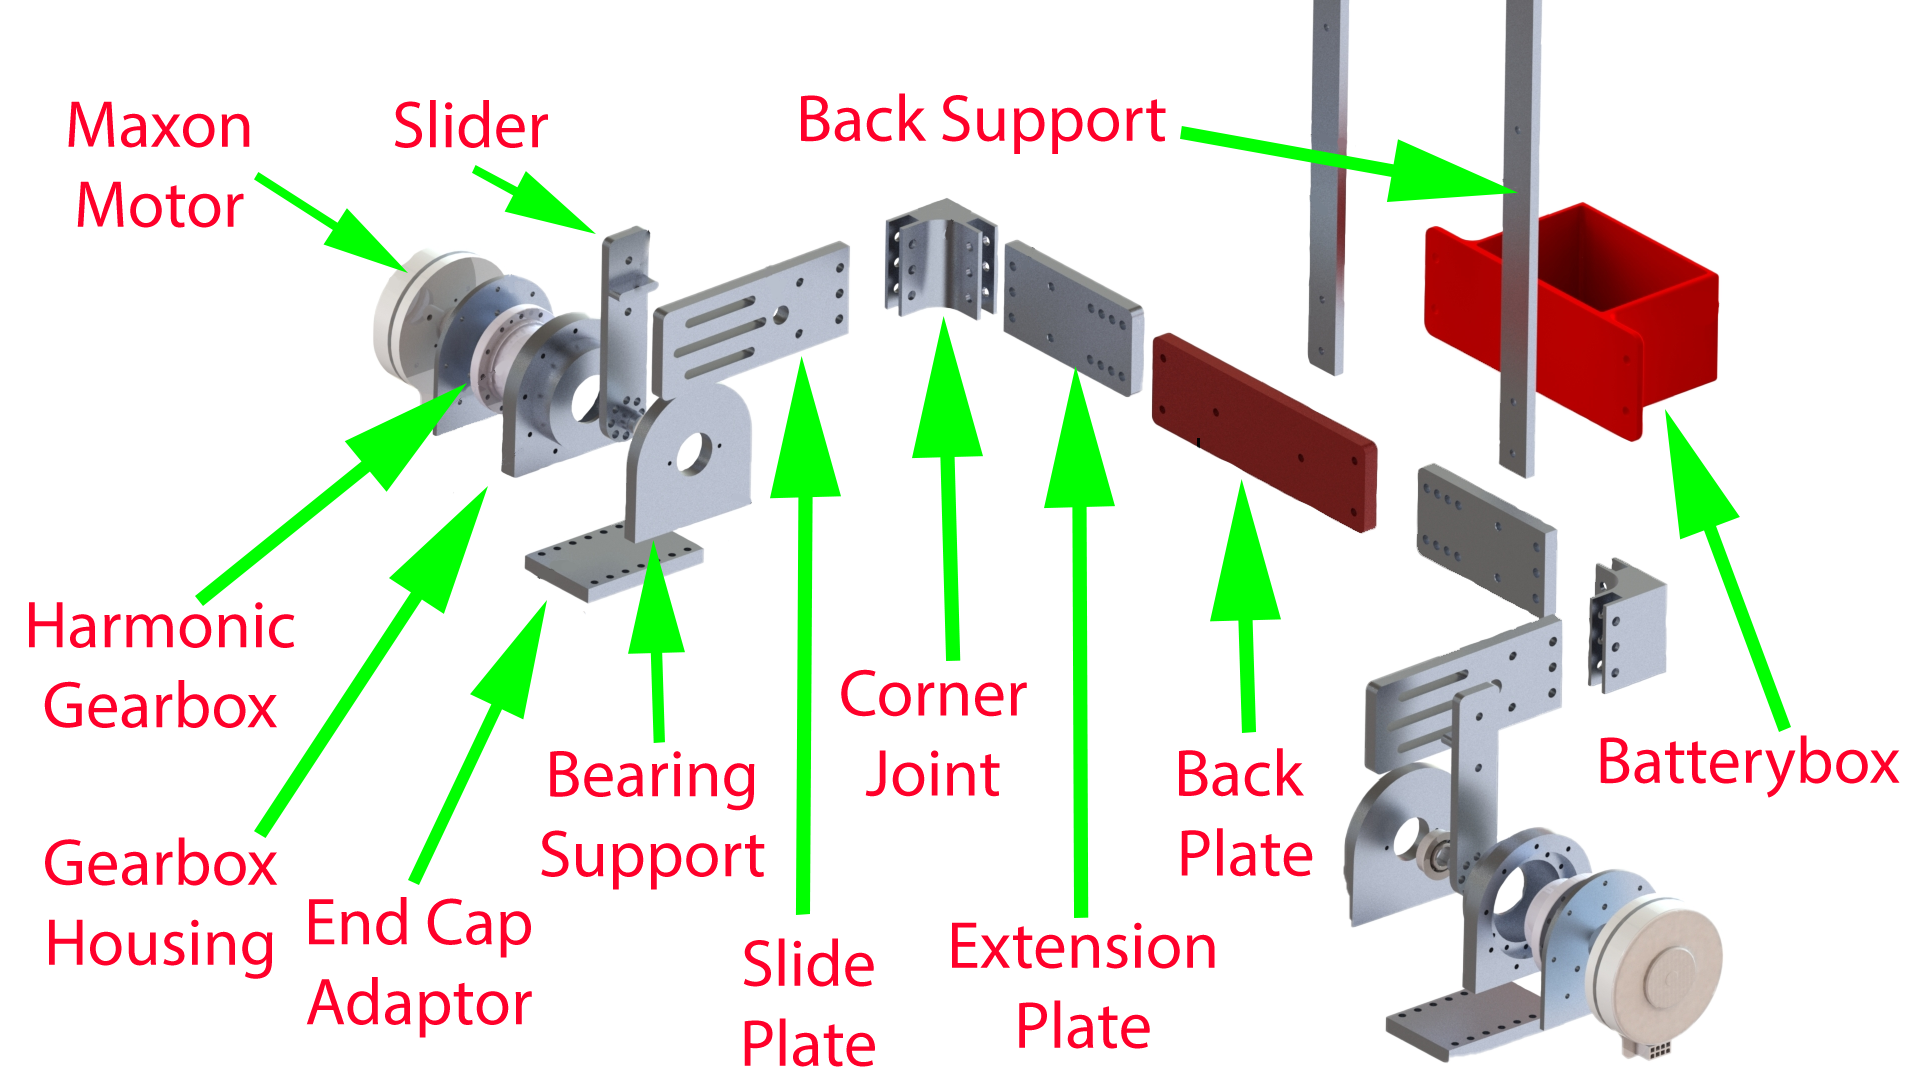 Maxon
Motor
Slider
Back Support
Harmonic
Gearbox
Gearbox
Housing
End Cap
Adaptor
Bearing
Support
Slide
Plate
Corner
Joint
Extension
Plate
Back
Plate
Batterybox